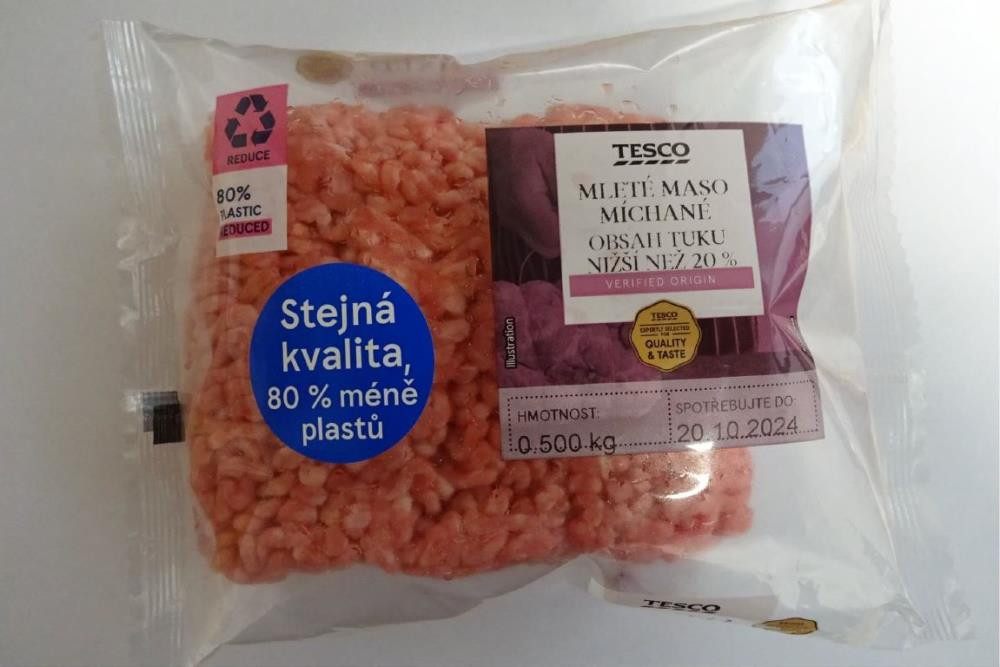 REDUCE
80%
PLASTIC
REDUCED
Stejná
kvalita,
80 % méně
plastů
TESCO
MLETÉ MASO
MÍCHANÉ
OBSAH TUKU
NIŽŠÍ NEŽ 20 %
VERIFIED ORIGIN
TESCO
EXPERTLY SELECTED
FOR
QUALITY
& TASTE
Illustration
HMOTNOST:
0,500 kg
SPOTŘEBUJTE DO:
20.10.2024
TESCO